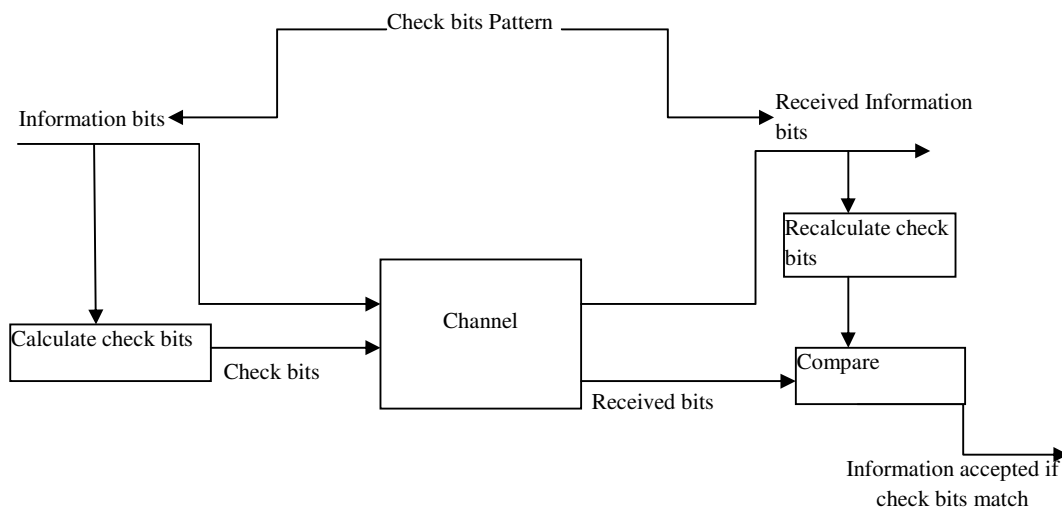 Check bits Pattern
Information bits
Received Information
bits
Recalculate check
bits
Channel
Calculate check bits
Check bits
Compare
Received bits
Information accepted if
check bits match